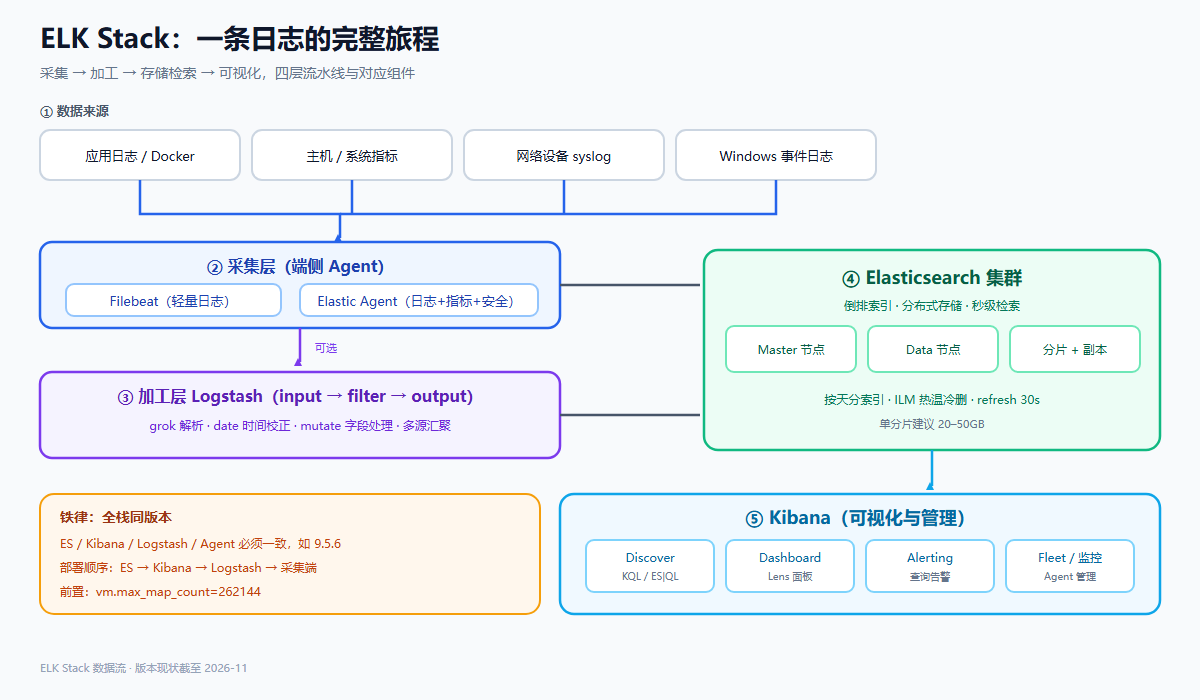 ELK Stack：一条日志的完整旅程
采集 → 加工 → 存储检索 → 可视化，四层流水线与对应组件
① 数据来源
应用日志 / Docker
主机 / 系统指标
网络设备 syslog
Windows 事件日志
② 采集层（端侧 Agent）
Filebeat（轻量日志）
Elastic Agent（日志+指标+安全）
可选
③ 加工层 Logstash（input → filter → output）
grok 解析 · date 时间校正 · mutate 字段处理 · 多源汇聚
④ Elasticsearch 集群
倒排索引 · 分布式存储 · 秒级检索
Master 节点
Data 节点
分片 + 副本
按天分索引 · ILM 热温冷删 · refresh 30s
单分片建议 20–50GB
铁律：全栈同版本
ES / Kibana / Logstash / Agent 必须一致，如 9.5.6
部署顺序：ES → Kibana → Logstash → 采集端
前置：vm.max_map_count=262144
⑤ Kibana（可视化与管理）
Discover
KQL / ES|QL
Dashboard
Lens 面板
Alerting
查询告警
Fleet / 监控
Agent 管理
ELK Stack 数据流 · 版本现状截至 2026-11